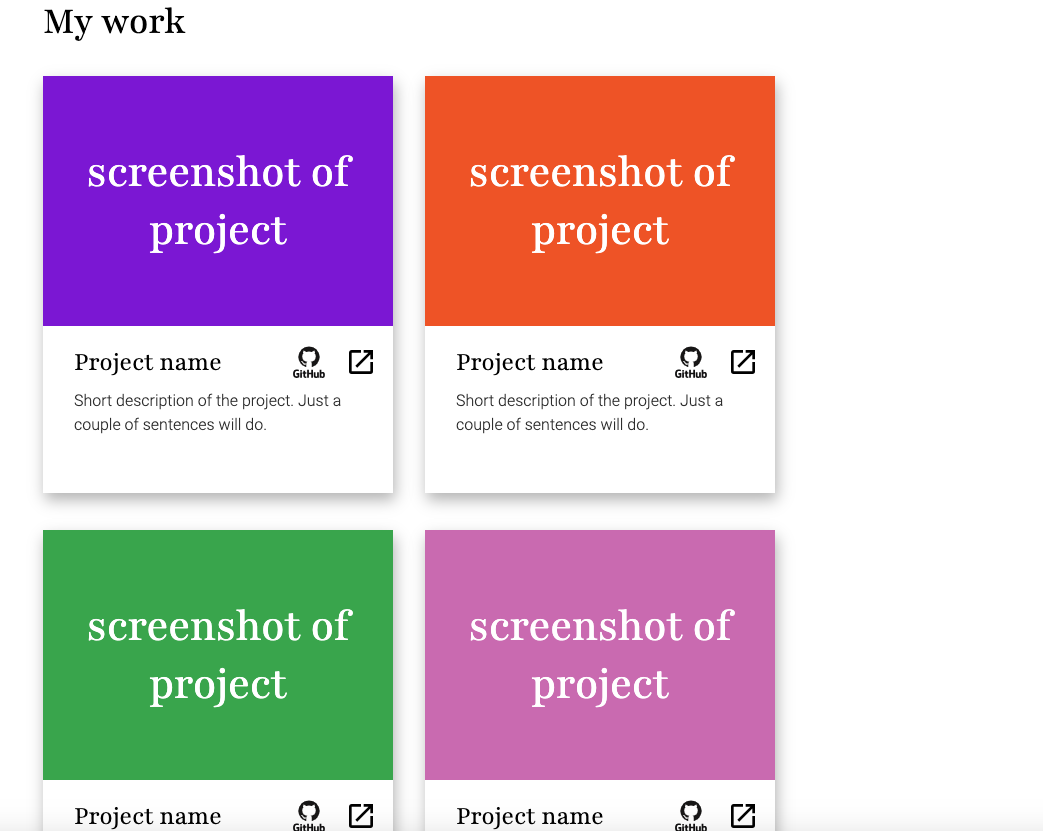 My work
screenshot of
project
screenshot of
project
Project name
GitHub
Short description of the project. Just a
couple of sentences will do.
Project name
GitHub
Short description of the project. Just a
couple of sentences will do.
screenshot of
project
screenshot of
project
Project name
GitHub
Project name
GitHub